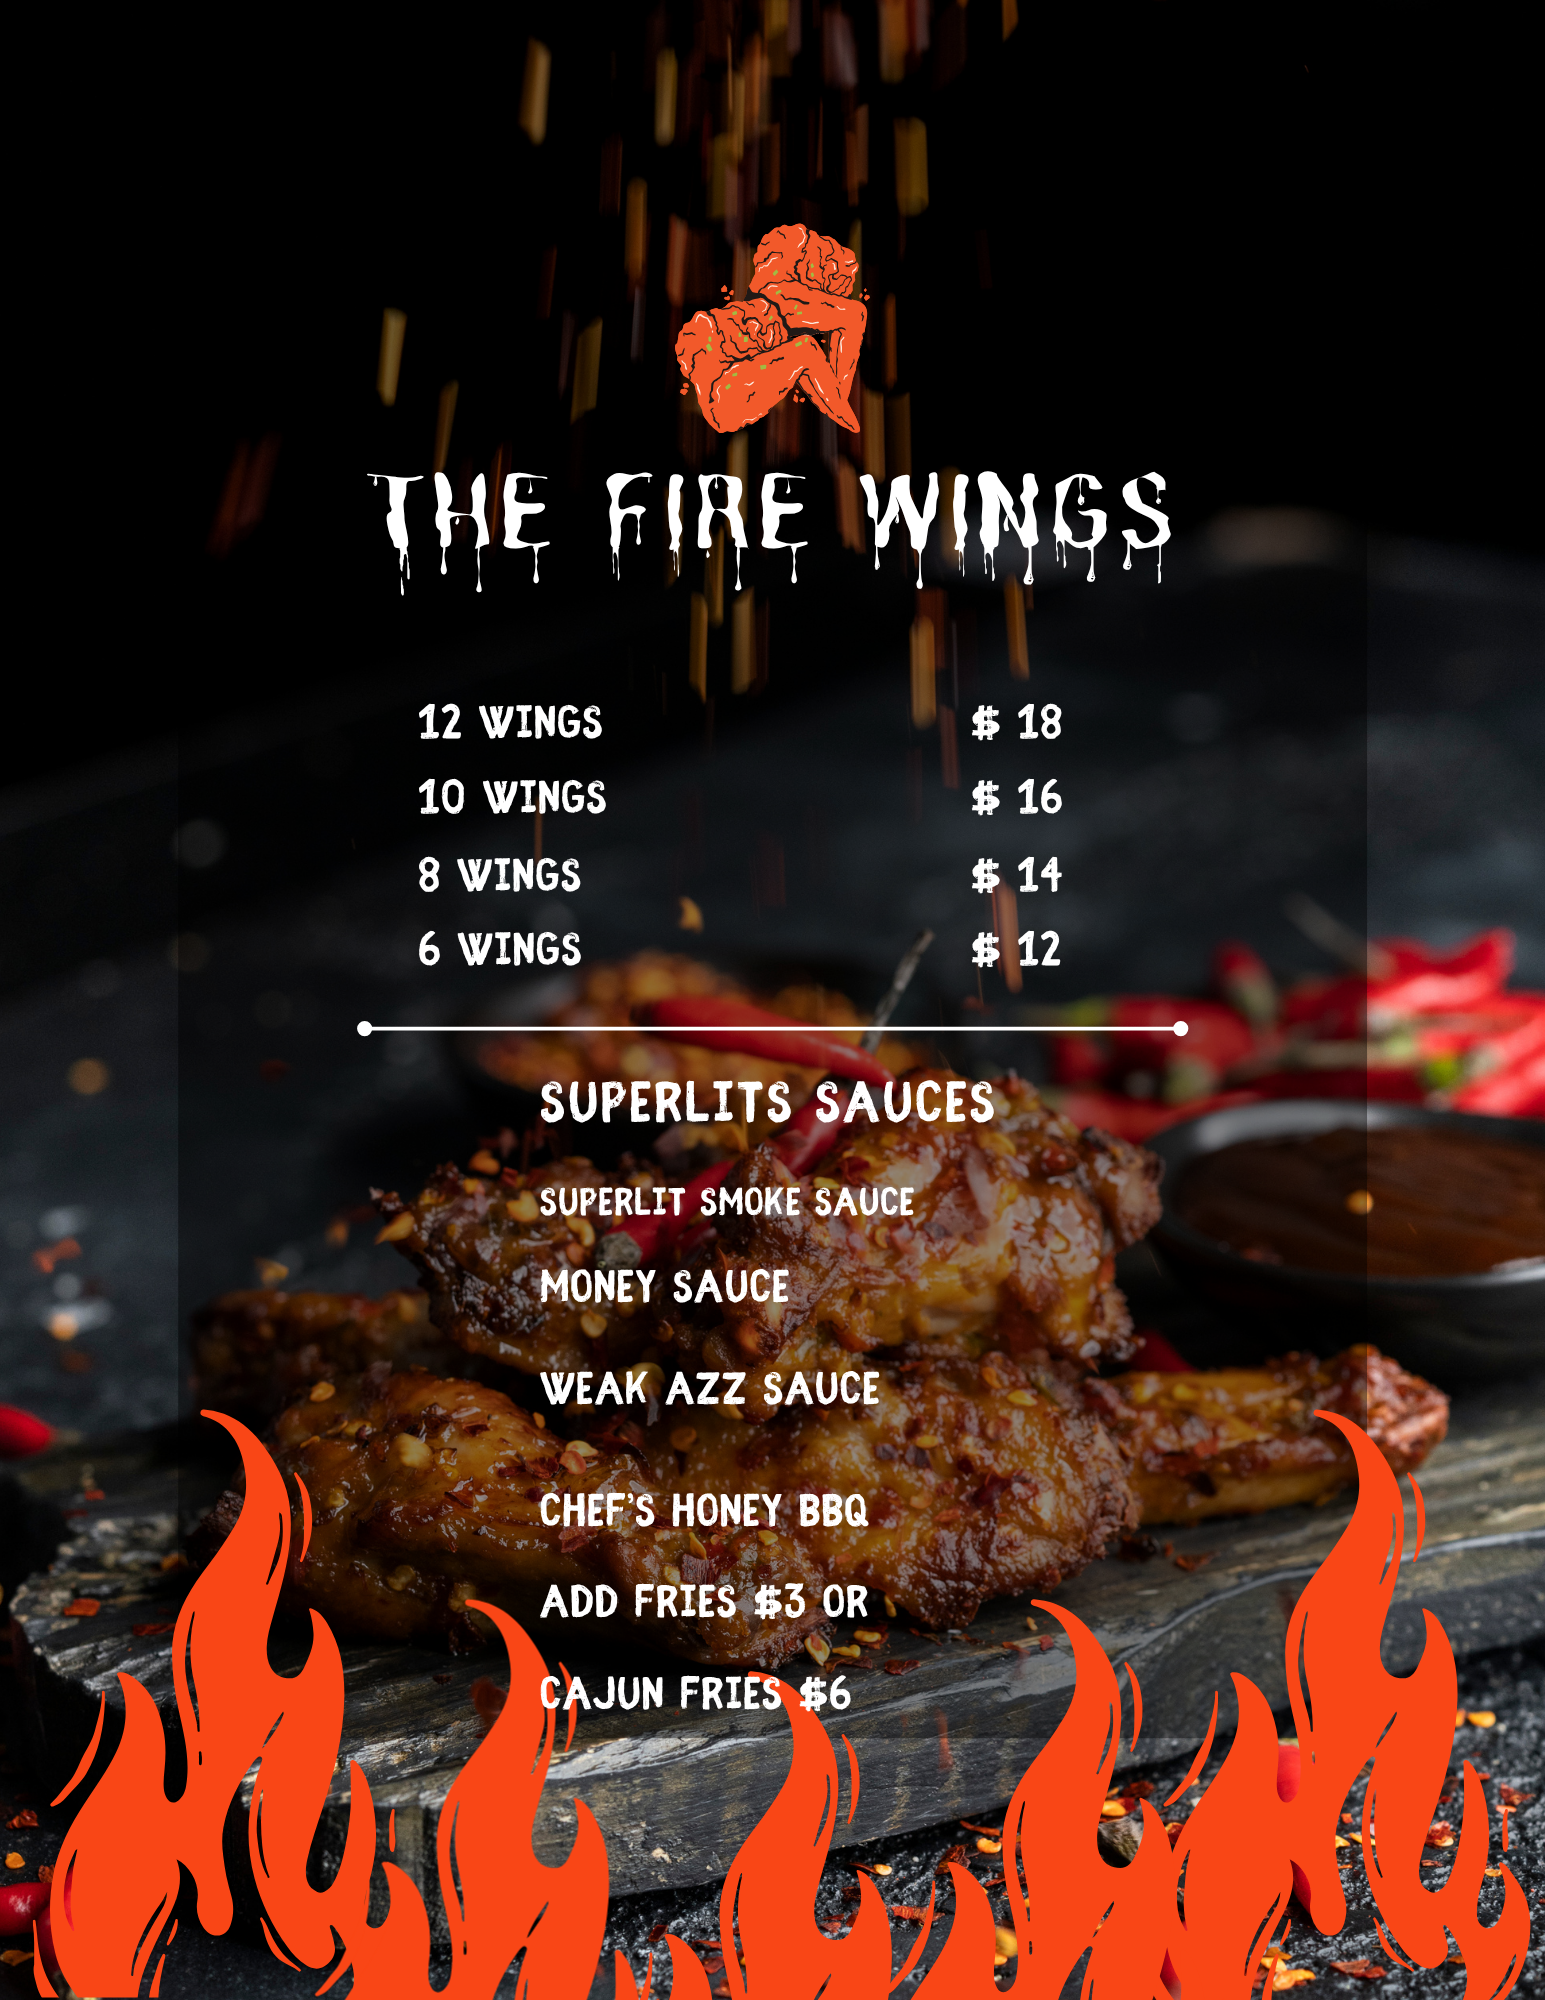 THE FIRE WINGS
12 WINGS $ 18
10 WINGS $ 16
8 WINGS $ 14
6 WINGS $ 12
SUPERLITS SAUCES
SUPERLIT SMOKE SAUCE
MONEY SAUCE
WEAK AZZ SAUCE
CHEF'S HONEY BBQ
ADD FRIES $3 OR
CAJUN FRIES $6